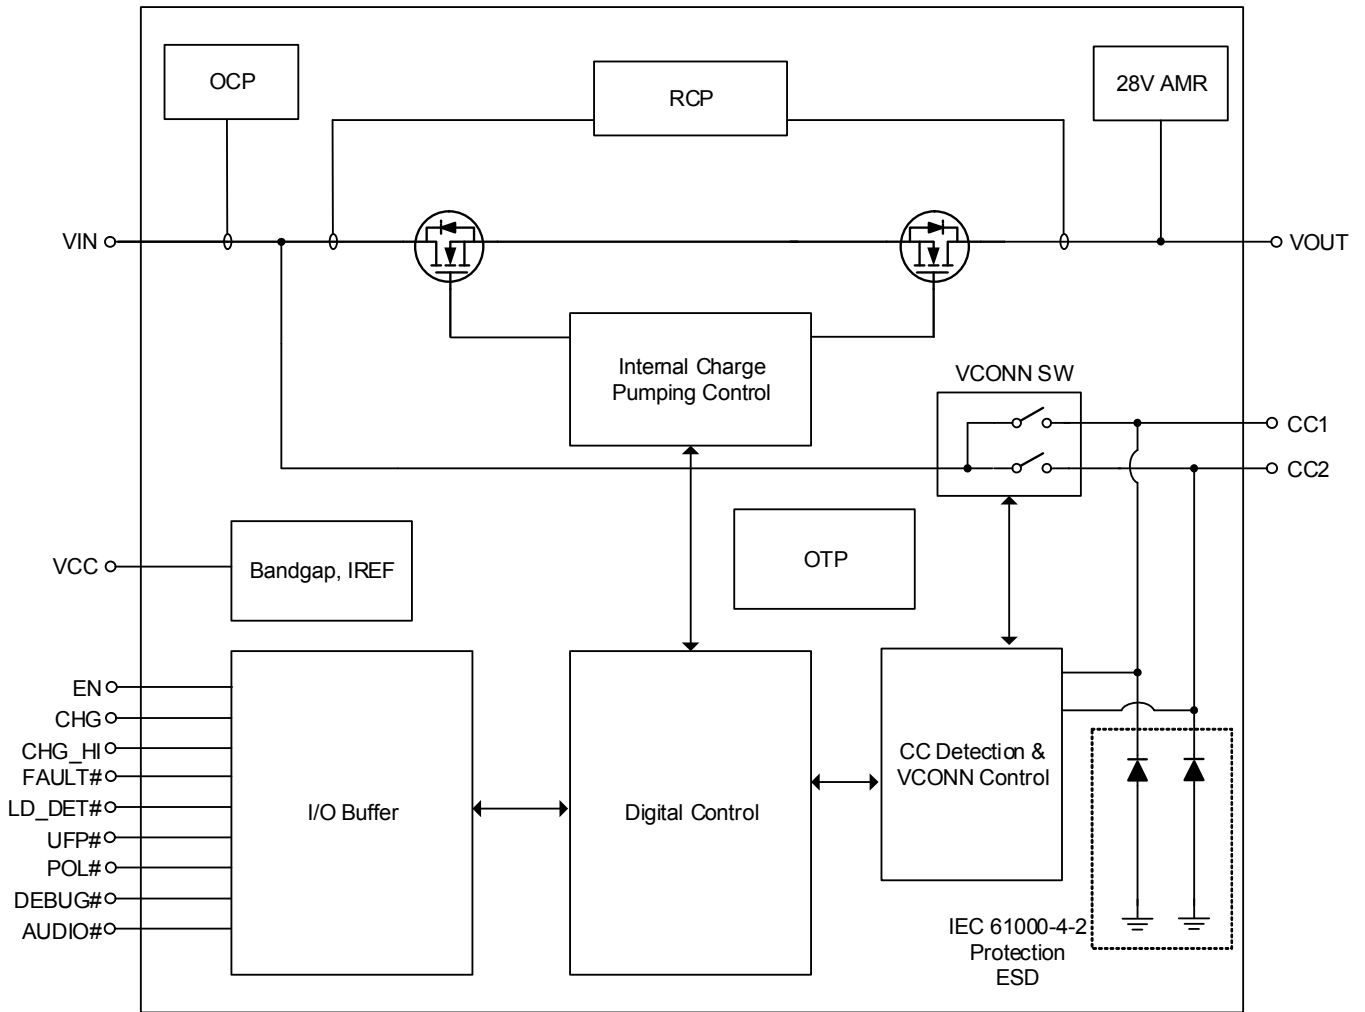 OCP
RCP
28V AMR
VIN
VOUT
Internal Charge
Pumping Control
VCONN SW
CC1
CC2
VCC
Bandgap, IREF
OTP
EN
CHG
CHG_HI
FAULT#
LD_DET#
UFP#
POL#
DEBUG#
AUDIO#
I/O Buffer
Digital Control
CC Detection &
VCONN Control
IEC 61000-4-2
Protection
ESD